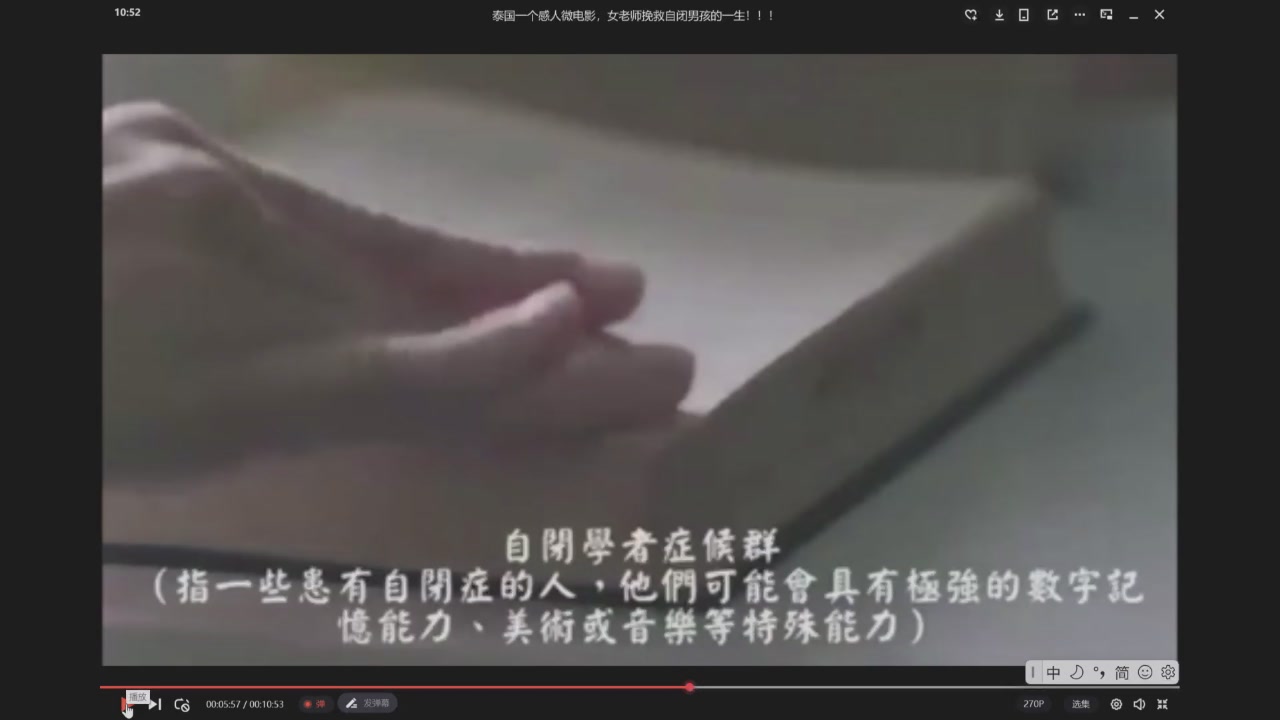 10:52
泰国一个感人微电影，女老师挽救自闭男孩的一生！！！
自閉學者症候群
（指一些患有自閉症的人，他們可能會具有極強的數字記
憶能力、美術或音樂等特殊能力）
中 °, 简
播放
00:05:57 / 00:10:53
弹
发弹幕
270P
选集